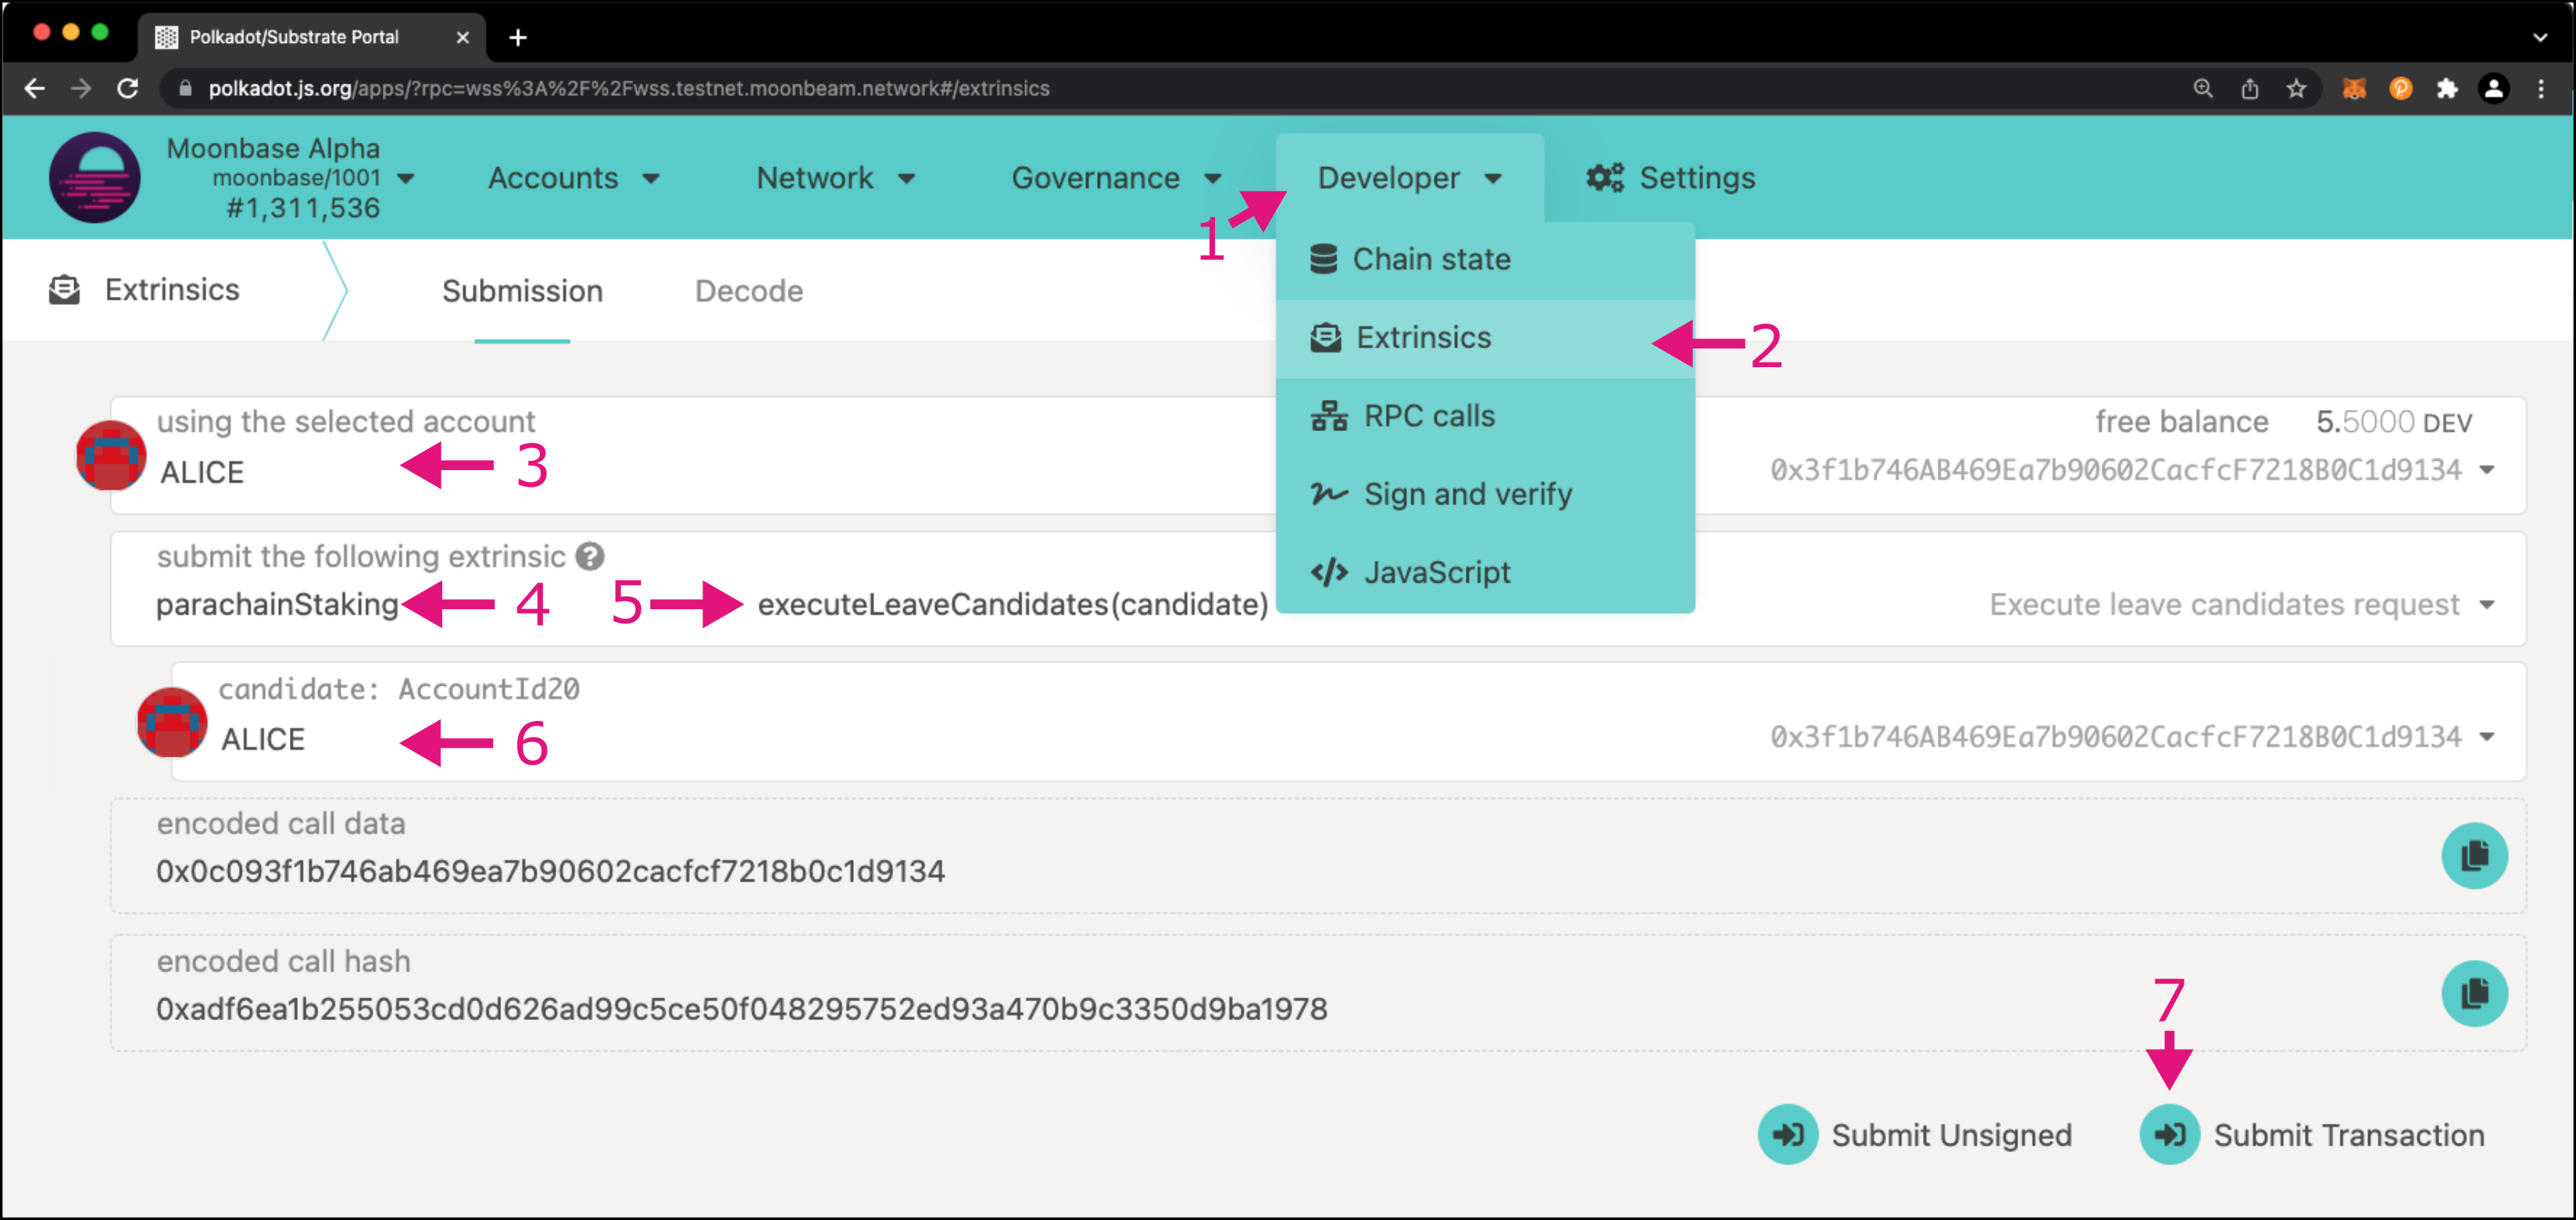 Polkadot/Substrate Portal
polkadot.js.org/apps/?rpc=wss%3A%2F%2Fwss.testnet.moonbeam.network#/extrinsics
Moonbase Alpha
moonbase/1001
#1,311,536
Accounts
Network
Governance
Developer
Settings
1
Chain state
Extrinsics
2
RPC calls
Sign and verify
JavaScript
Extrinsics
Submission
Decode
using the selected account
ALICE
3
free balance 5.5000 DEV
0x3f1b746AB469Ea7b90602CacfcF7218B0C1d9134
submit the following extrinsic ?
parachainStaking
4
5
executeLeaveCandidates(candidate)
Execute leave candidates request
candidate: AccountId20
ALICE
6
0x3f1b746AB469Ea7b90602CacfcF7218B0C1d9134
encoded call data
0x0c093f1b746ab469ea7b90602cacfcf7218b0c1d9134
encoded call hash
0xadf6ea1b255053cd0d626ad99c5ce50f048295752ed93a470b9c3350d9ba1978
7
Submit Unsigned
Submit Transaction